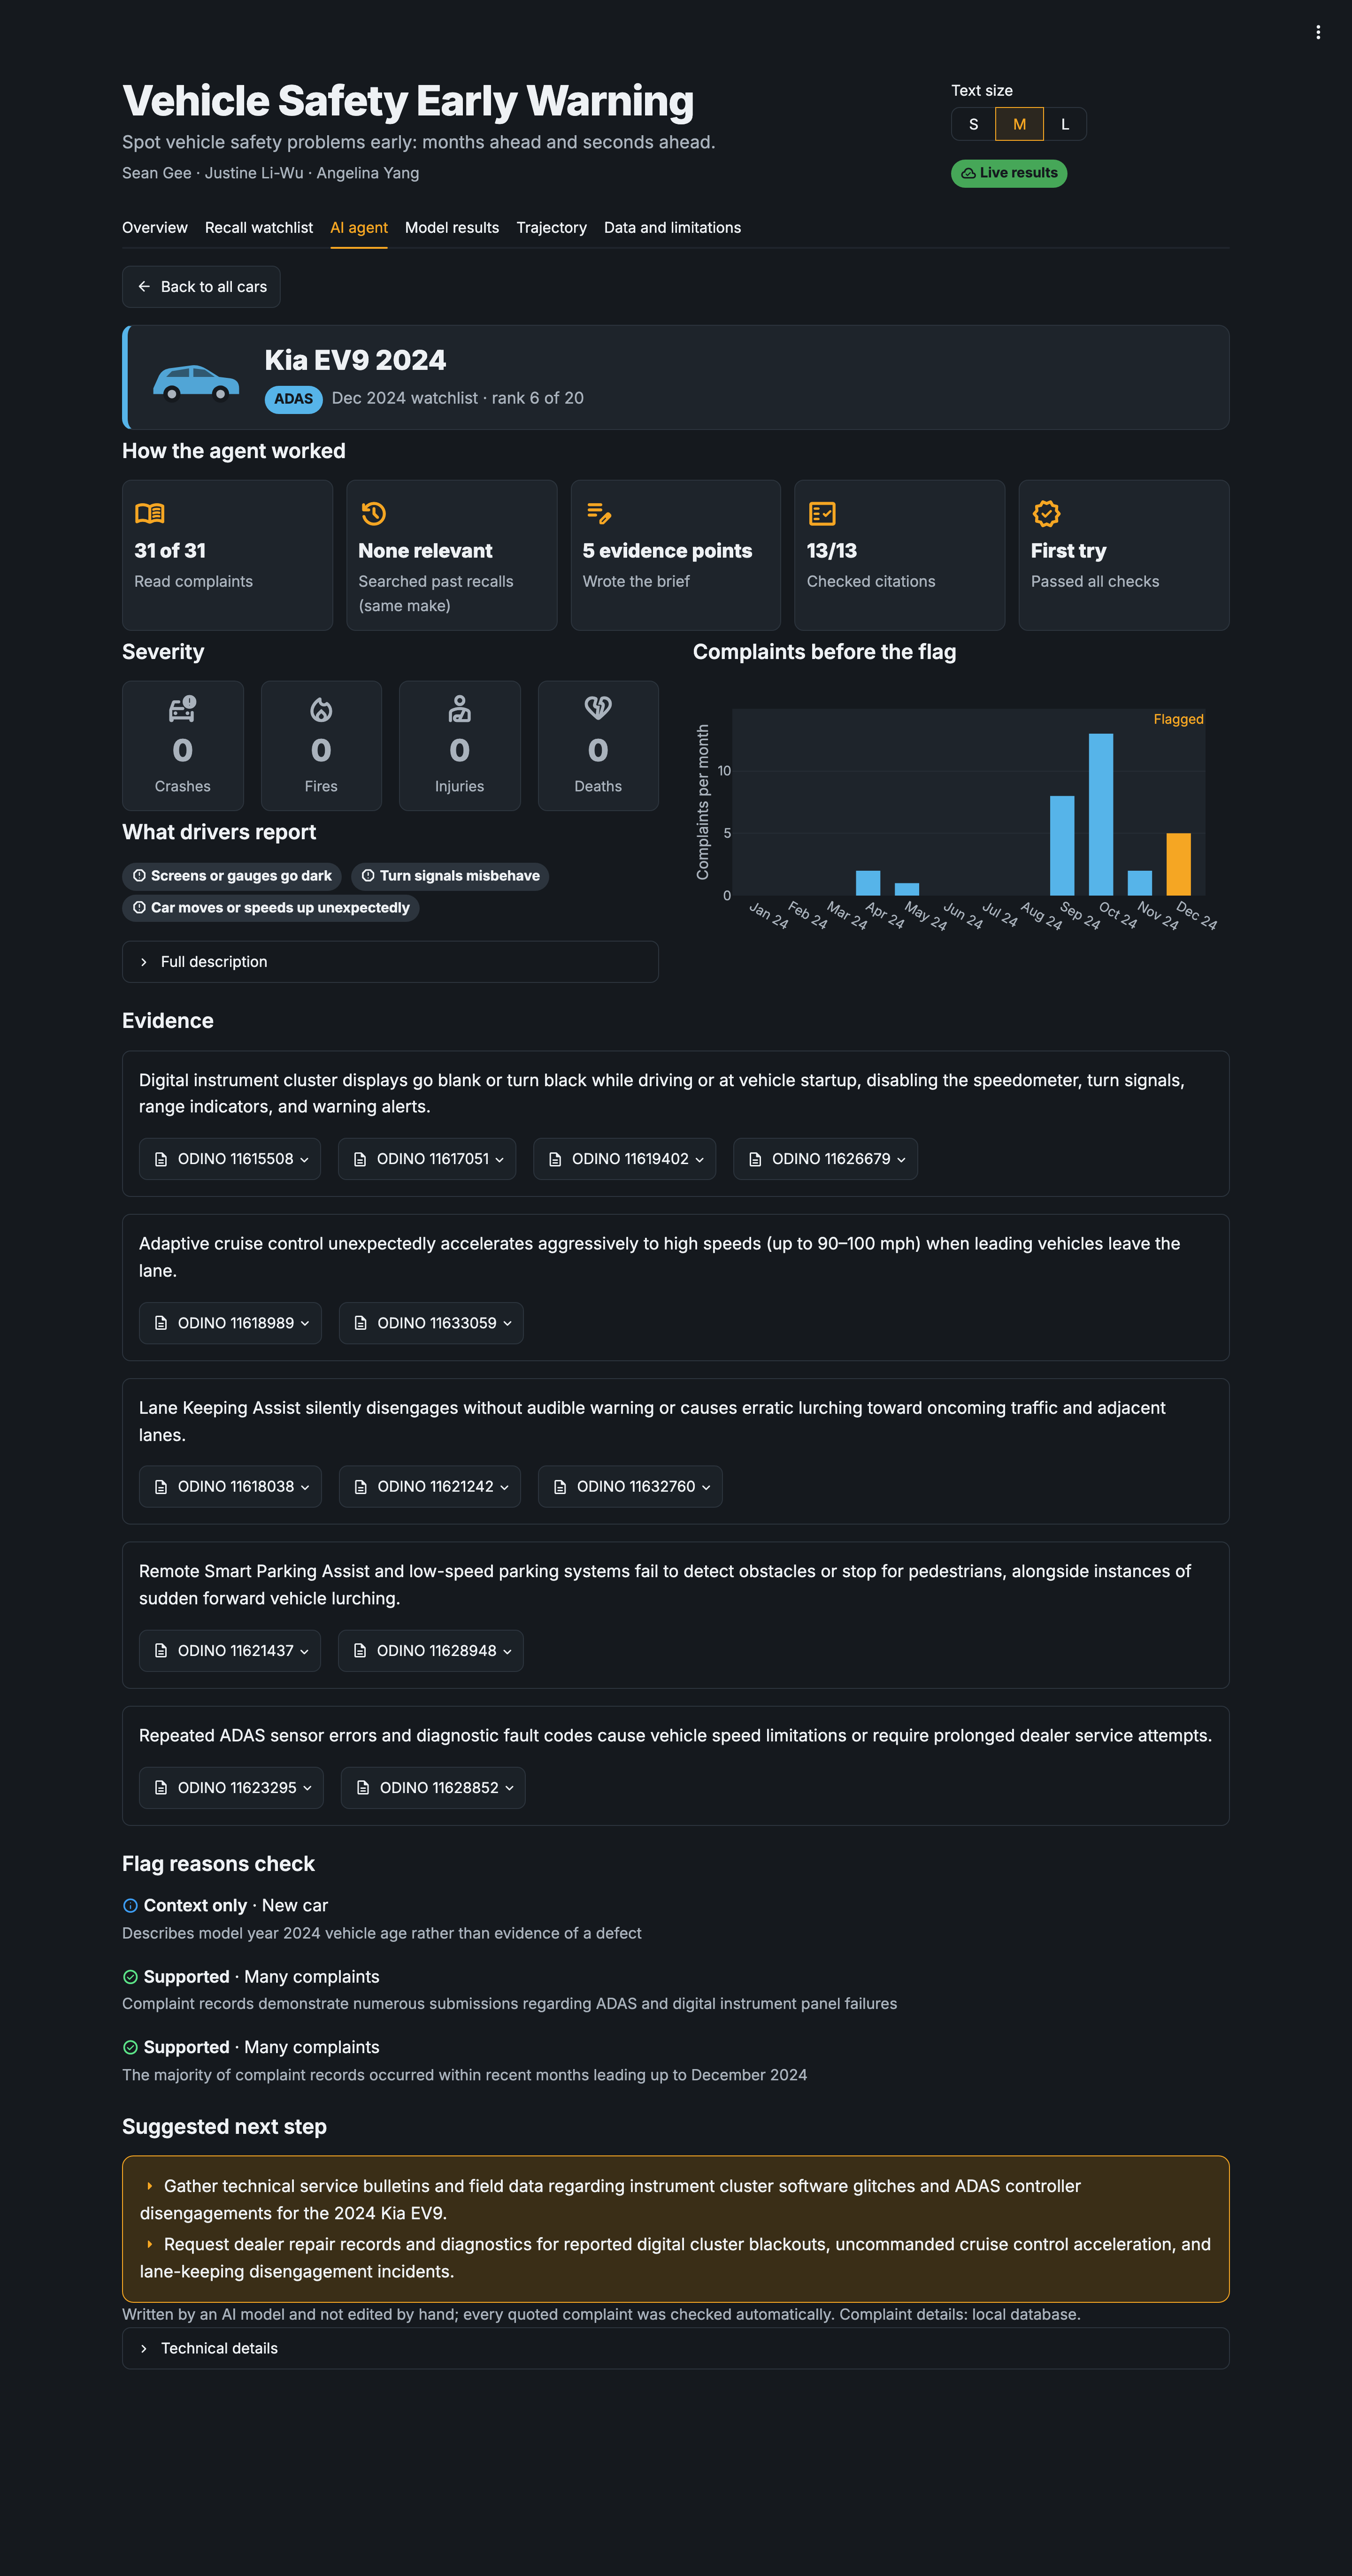 Vehicle Safety Early Warning
Spot vehicle safety problems early: months ahead and seconds ahead.
Sean Gee · Justine Li-Wu · Angelina Yang
Text size
S M L
Live results
Overview Recall watchlist AI agent Model results Trajectory Data and limitations
Back to all cars
Kia EV9 2024
ADAS Dec 2024 watchlist · rank 6 of 20
How the agent worked
31 of 31
Read complaints
None relevant
Searched past recalls
(same make)
5 evidence points
Wrote the brief
13/13
Checked citations
First try
Passed all checks
Severity
0
Crashes
0
Fires
0
Injuries
0
Deaths
What drivers report
Screens or gauges go dark
Turn signals misbehave
Car moves or speeds up unexpectedly
Full description
Complaints before the flag
Flagged
Complaints per month
10
5
0
Jan 24 Feb 24 Mar 24 Apr 24 May 24 Jun 24 Jul 24 Aug 24 Sep 24 Oct 24 Nov 24 Dec 24
Evidence
Digital instrument cluster displays go blank or turn black while driving or at vehicle startup, disabling the speedometer, turn signals,
range indicators, and warning alerts.
ODINO 11615508 ODINO 11617051 ODINO 11619402 ODINO 11626679
Adaptive cruise control unexpectedly accelerates aggressively to high speeds (up to 90–100 mph) when leading vehicles leave the
lane.
ODINO 11618989 ODINO 11633059
Lane Keeping Assist silently disengages without audible warning or causes erratic lurching toward oncoming traffic and adjacent
lanes.
ODINO 11618038 ODINO 11621242 ODINO 11632760
Remote Smart Parking Assist and low-speed parking systems fail to detect obstacles or stop for pedestrians, alongside instances of
sudden forward vehicle lurching.
ODINO 11621437 ODINO 11628948
Repeated ADAS sensor errors and diagnostic fault codes cause vehicle speed limitations or require prolonged dealer service attempts.
ODINO 11623295 ODINO 11628852
Flag reasons check
Context only · New car
Describes model year 2024 vehicle age rather than evidence of a defect
Supported · Many complaints
Complaint records demonstrate numerous submissions regarding ADAS and digital instrument panel failures
Supported · Many complaints
The majority of complaint records occurred within recent months leading up to December 2024
Suggested next step
Gather technical service bulletins and field data regarding instrument cluster software glitches and ADAS controller
disengagements for the 2024 Kia EV9.
Request dealer repair records and diagnostics for reported digital cluster blackouts, uncommanded cruise control acceleration, and
lane-keeping disengagement incidents.
Written by an AI model and not edited by hand; every quoted complaint was checked automatically. Complaint details: local database.
Technical details